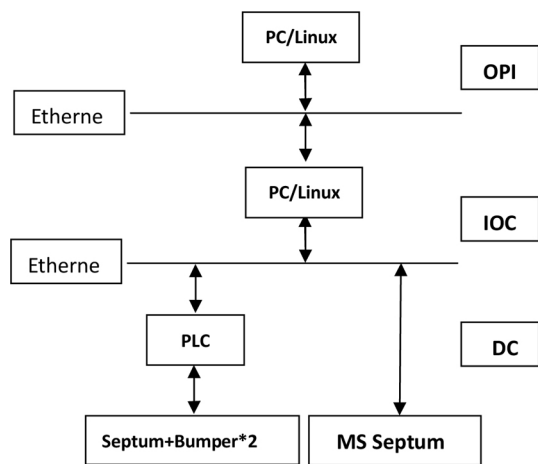 PC/Linux
OPI
Etherne
PC/Linux
IOC
Etherne
PLC
DC
Septum+Bumper*2
MS Septum